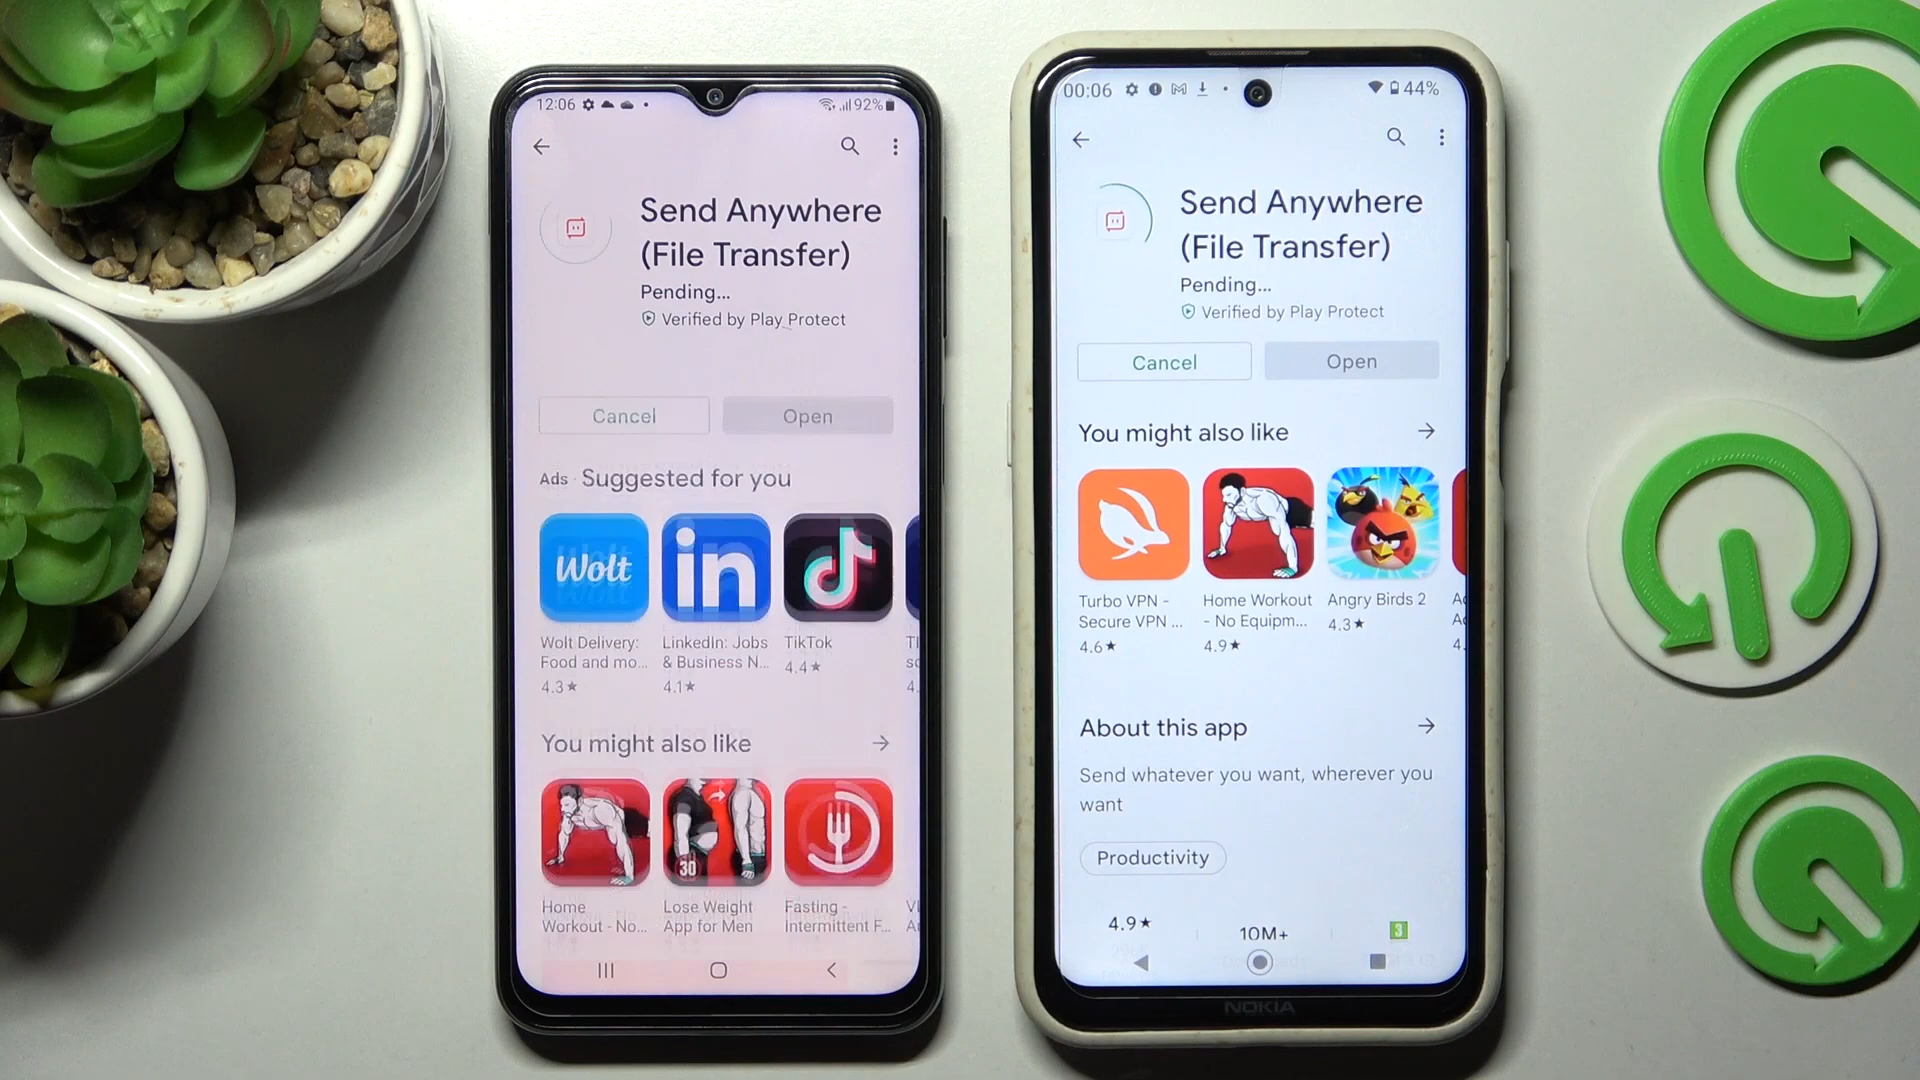 12:06
92%
Send Anywhere
(File Transfer)
Pending...
Verified by Play Protect
Cancel
Open
Ads · Suggested for you
Wolt
in
Wolt Delivery:
Food and mo...
4.3★
LinkedIn: Jobs
& Business N...
4.1★
TikTok
4.4★
4.
You might also like
30
Home
Workout - No...
Lose Weight
App for Men
Fasting -
Intermittent F...
00:06
44%
Send Anywhere
(File Transfer)
Pending...
Verified by Play Protect
Cancel
Open
You might also like
Turbo VPN -
Secure VPN ...
4.6★
Home Workout
- No Equipm...
4.9★
Angry Birds 2
4.3★
4.
About this app
Send whatever you want, wherever you
want
Productivity
4.9★
10M+
3
NOKIA